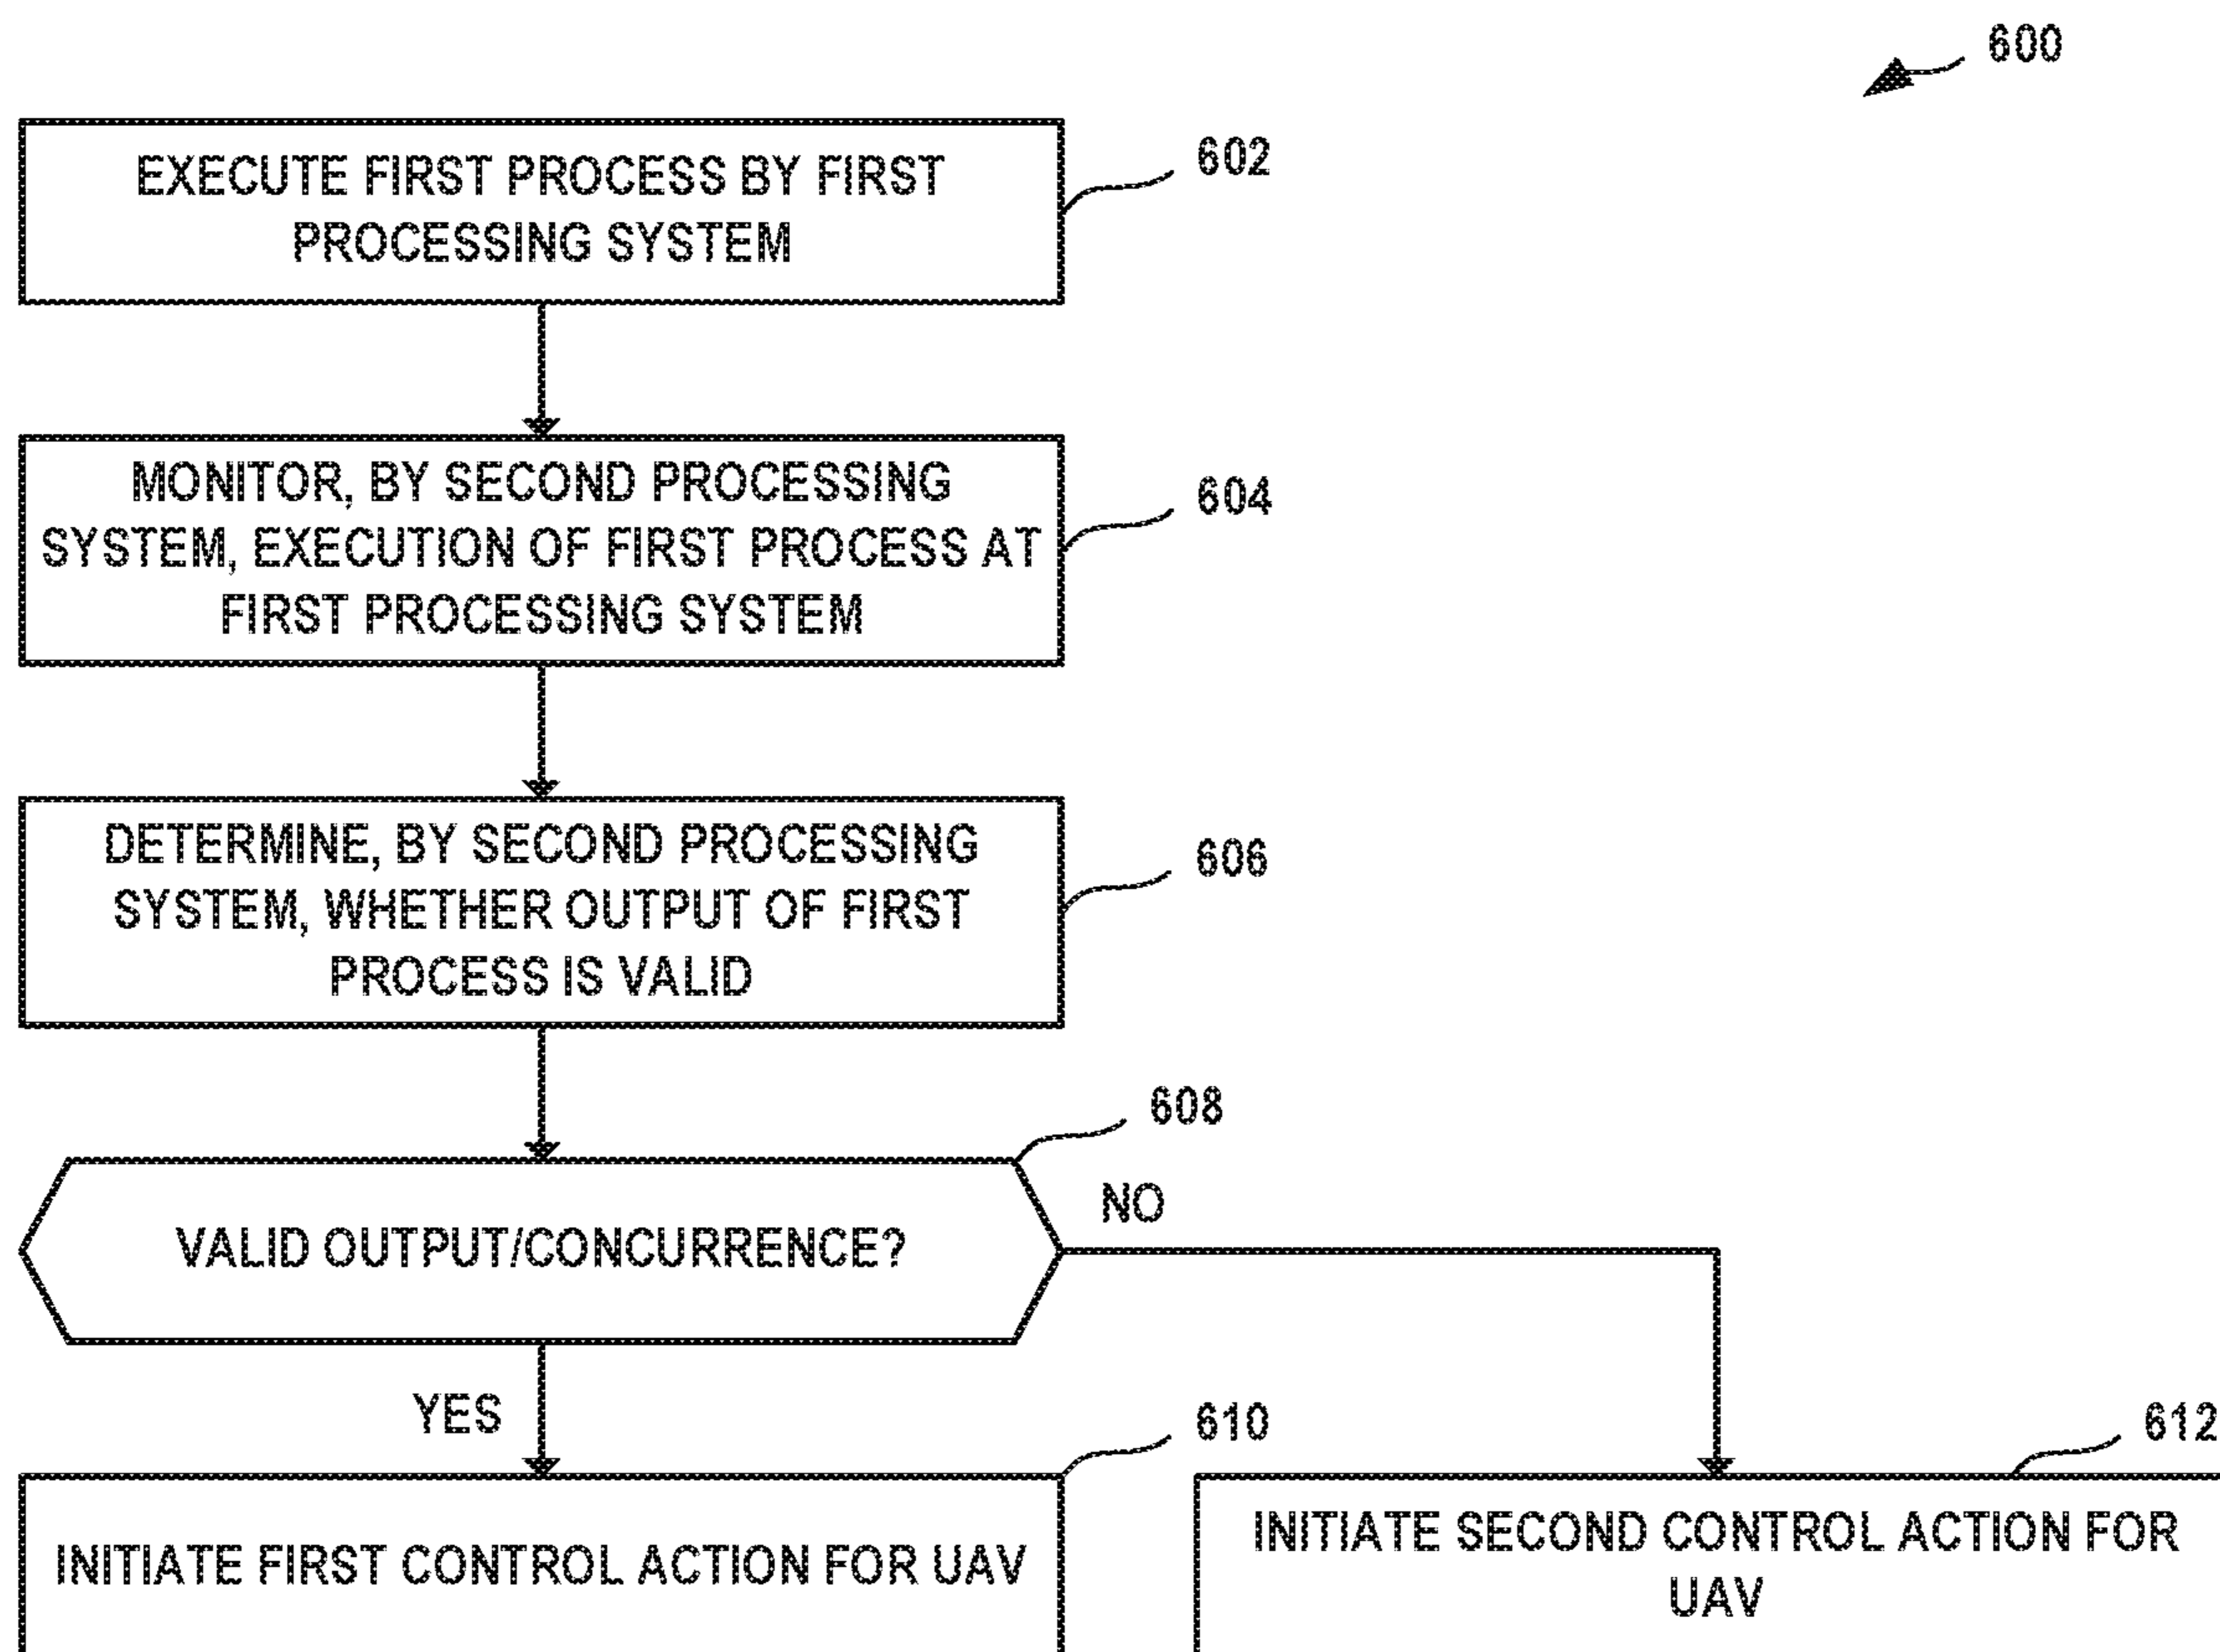 600
EXECUTE FIRST PROCESS BY FIRST
PROCESSING SYSTEM
602
MONITOR, BY SECOND PROCESSING
SYSTEM, EXECUTION OF FIRST PROCESS AT
FIRST PROCESSING SYSTEM
604
DETERMINE, BY SECOND PROCESSING
SYSTEM, WHETHER OUTPUT OF FIRST
PROCESS IS VALID
606
608
VALID OUTPUT/CONCURRENCE?
NO
YES
610
INITIATE FIRST CONTROL ACTION FOR UAV
612
INITIATE SECOND CONTROL ACTION FOR
UAV